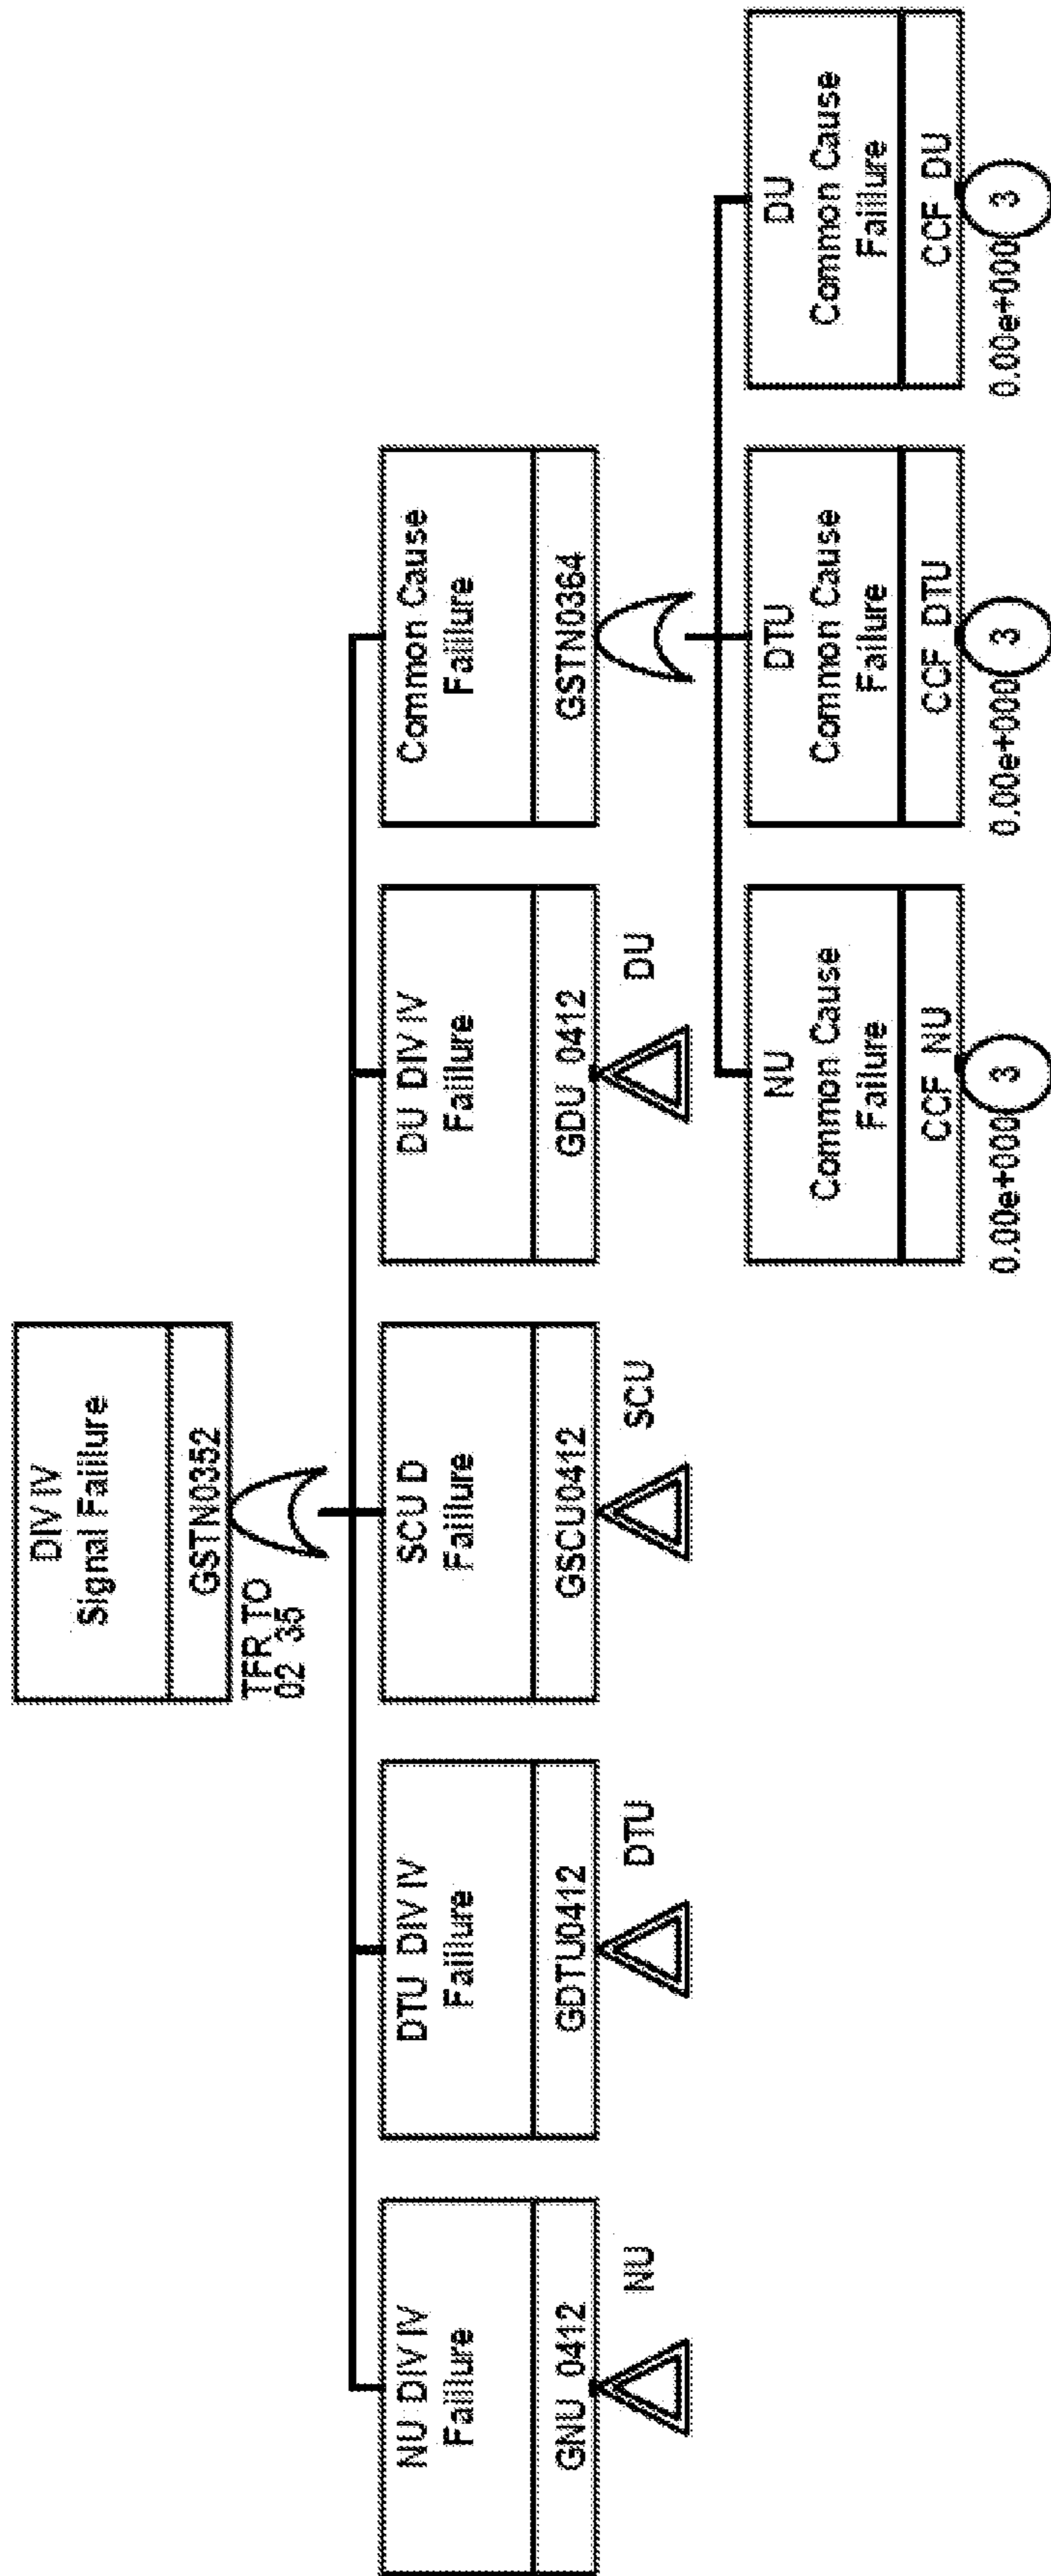 DIV IV
Signal Failure
GSTN0352
TFR TO
02 35
NU DIV IV
Failure
GNU 0412
NU
DTU DIV IV
Failure
GDTU0412
DTU
SCU D
Failure
GSCU0412
SCU
DU DIV IV
Failure
GDU 0412
DU
Common Cause
Failure
GSTN0364
NU
Common Cause
Failure
CCF NU
0.00e+000
3
DTU
Common Cause
Failure
CCF DTU
0.00e+000
3
DU
Common Cause
Failure
CCF DU
0.00e+000
3